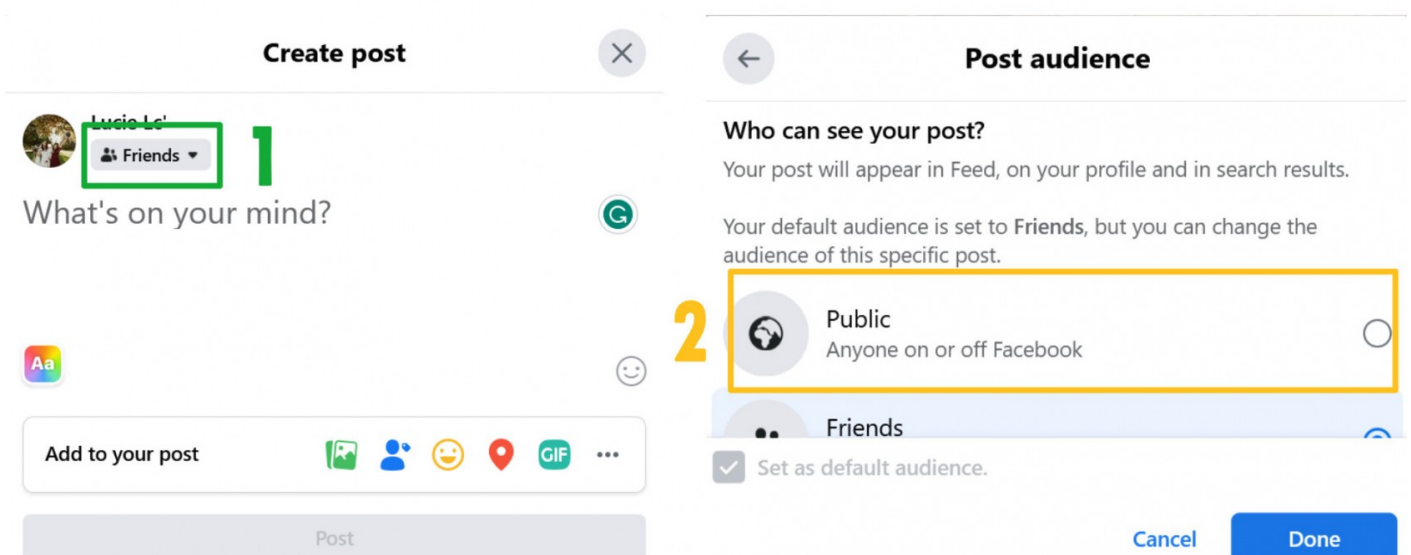 Create post
Lucie Lc'
Friends
1
What's on your mind?
G
Aa
Add to your post
GIF
Post
Post audience
Who can see your post?
Your post will appear in Feed, on your profile and in search results.
Your default audience is set to Friends, but you can change the
audience of this specific post.
2
Public
Anyone on or off Facebook
Friends
Set as default audience.
Cancel
Done